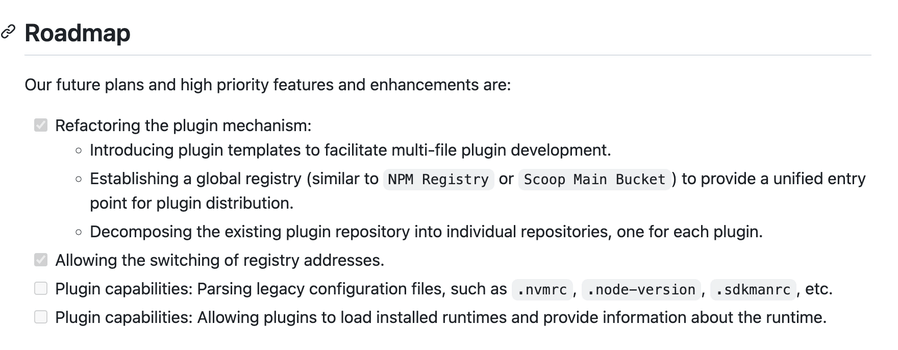 Roadmap
Our future plans and high priority features and enhancements are:
Refactoring the plugin mechanism:
Introducing plugin templates to facilitate multi-file plugin development.
Establishing a global registry (similar to NPM Registry or Scoop Main Bucket) to provide a unified entry
point for plugin distribution.
Decomposing the existing plugin repository into individual repositories, one for each plugin.
Allowing the switching of registry addresses.
Plugin capabilities: Parsing legacy configuration files, such as .nvmrc, .node-version, .sdkmanrc, etc.
Plugin capabilities: Allowing plugins to load installed runtimes and provide information about the runtime.